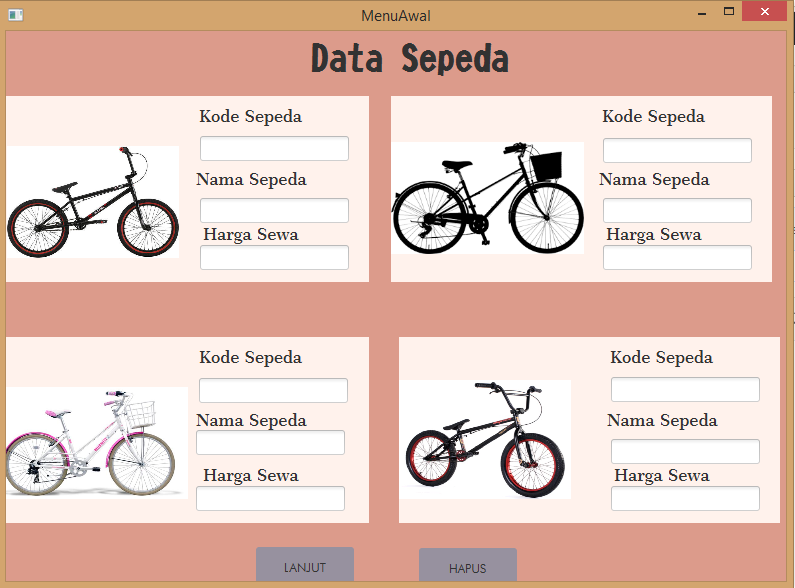 MenuAwal
Data Sepeda
Kode Sepeda
Nama Sepeda
Harga Sewa
Kode Sepeda
Nama Sepeda
Harga Sewa
Kode Sepeda
Nama Sepeda
Harga Sewa
Kode Sepeda
Nama Sepeda
Harga Sewa
LANJUT
HAPUS